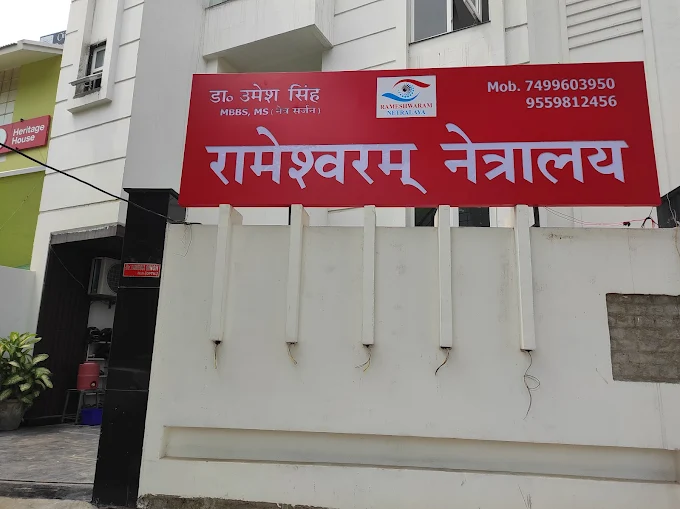 डा० उमेश सिंह
MBBS, MS (नेत्र सर्जन)
RAMESHWARAM
NETRALAYA
Mob. 7499603950
9559812456
रामेश्वरम् नेत्रालय
Heritage
House